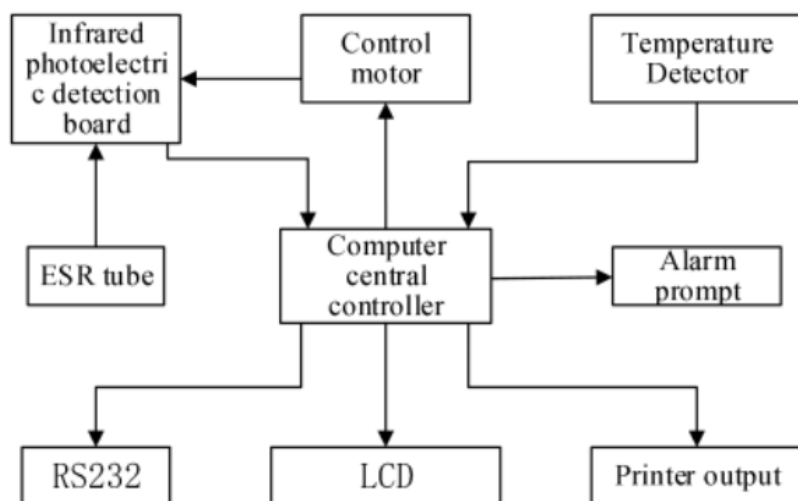 Infrared
photoelectri
c detection
board
Control
motor
Temperature
Detector
ESR tube
Computer
central
controller
Alarm
prompt
RS232
LCD
Printer output